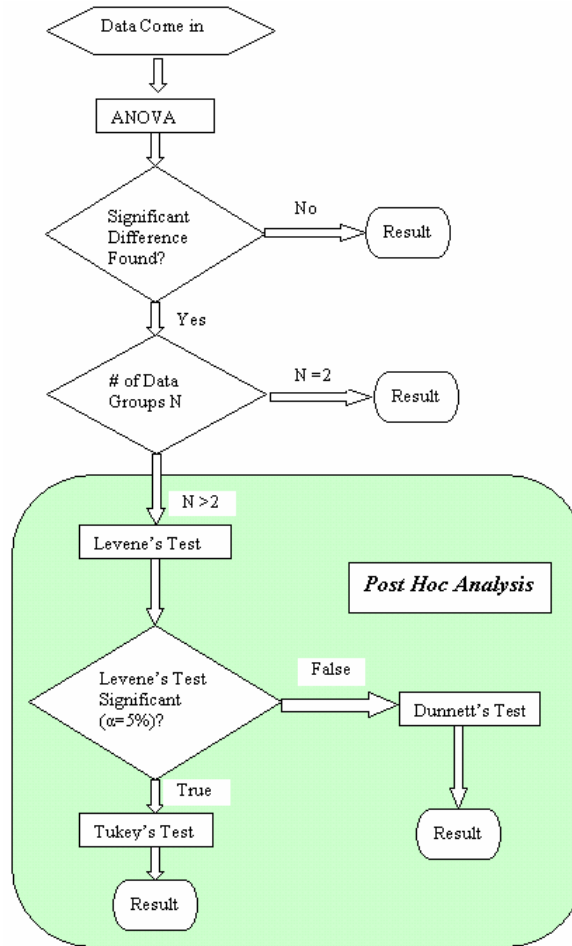 Data Come in
ANOVA
Significant
Difference
Found?
No
Result
Yes
# of Data
Groups N
N =2
Result
N >2
Levene's Test
Post Hoc Analysis
Levene's Test
Significant
(α=5%)?
False
Dunnett's Test
True
Tukey's Test
Result
Result